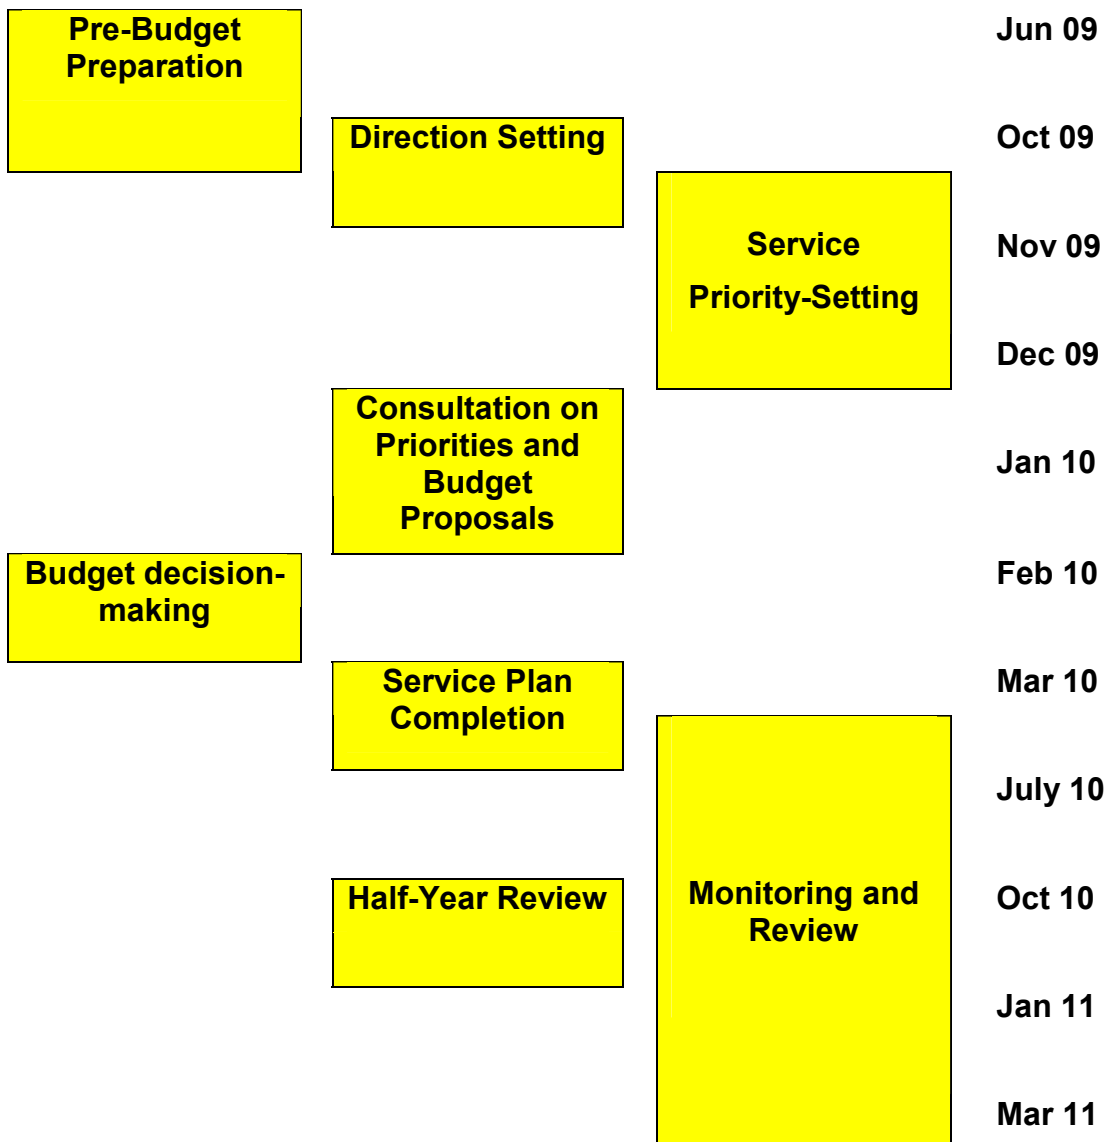 Pre-Budget
Preparation
Jun 09
Direction Setting
Oct 09
Service
Priority-Setting
Nov 09
Dec 09
Consultation on
Priorities and
Budget
Proposals
Jan 10
Budget decision-
making
Feb 10
Service Plan
Completion
Mar 10
July 10
Half-Year Review
Monitoring and
Review
Oct 10
Jan 11
Mar 11